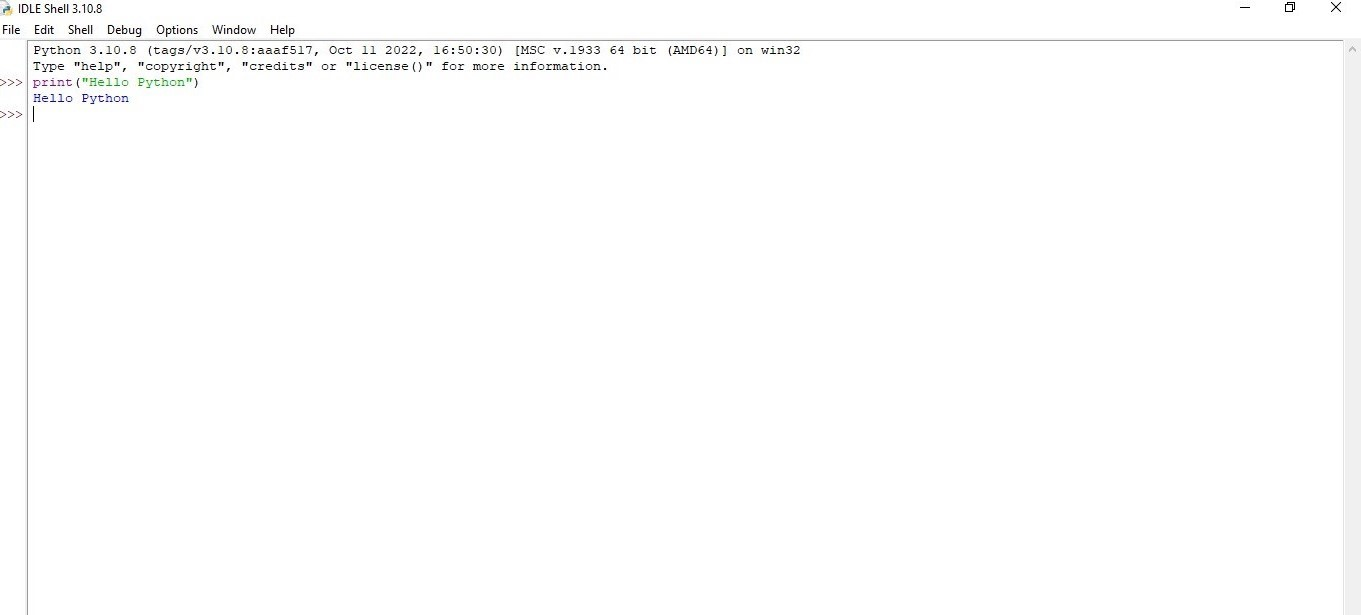 IDLE Shell 3.10.8
File Edit Shell Debug Options Window Help
Python 3.10.8 (tags/v3.10.8:aaaf517, Oct 11 2022, 16:50:30) [MSC v.1933 64 bit (AMD64)] on win32
Type "help", "copyright", "credits" or "license()" for more information.
>>> print("Hello Python")
Hello Python
>>>